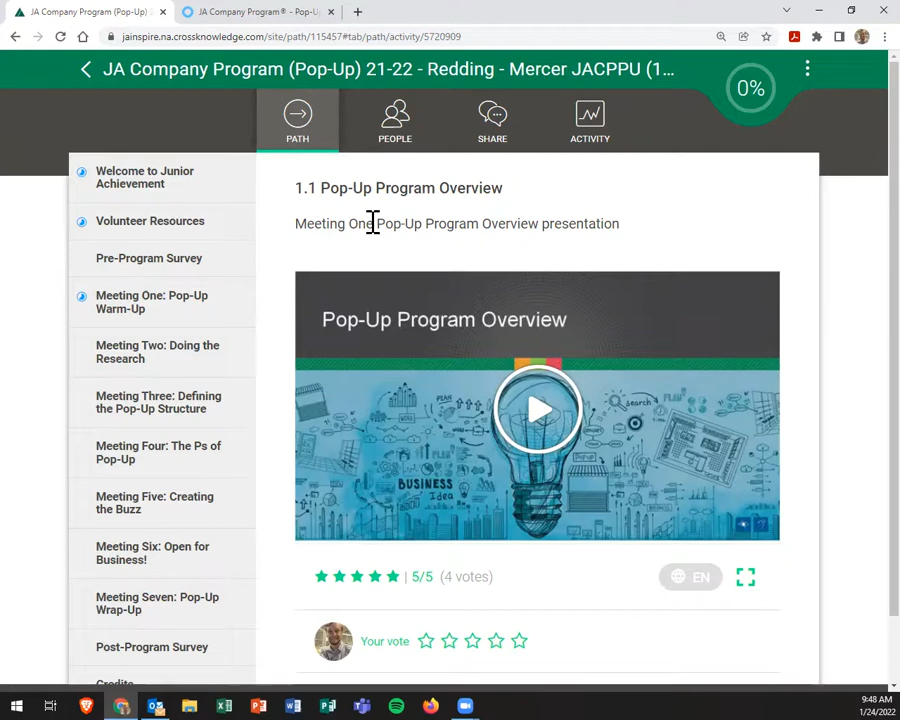 JA Company Program (Pop-Up) 2
JA Company Program® - Pop-Up
jainspire.na.crossknowledge.com/site/path/115457#tab/path/activity/5720909
JA Company Program (Pop-Up) 21-22 - Redding - Mercer JACPPU (1...
0%
PATH
PEOPLE
SHARE
ACTIVITY
Welcome to Junior
Achievement
Volunteer Resources
Pre-Program Survey
Meeting One: Pop-Up
Warm-Up
Meeting Two: Doing the
Research
Meeting Three: Defining
the Pop-Up Structure
Meeting Four: The Ps of
Pop-Up
Meeting Five: Creating
the Buzz
Meeting Six: Open for
Business!
Meeting Seven: Pop-Up
Wrap-Up
Post-Program Survey
Credits
1.1 Pop-Up Program Overview
Meeting One Pop-Up Program Overview presentation
Pop-Up Program Overview
PLAN
search
POPUP
BUSINESS
Idea
5/5 (4 votes)
EN
Your vote
9:48 AM
1/24/2022